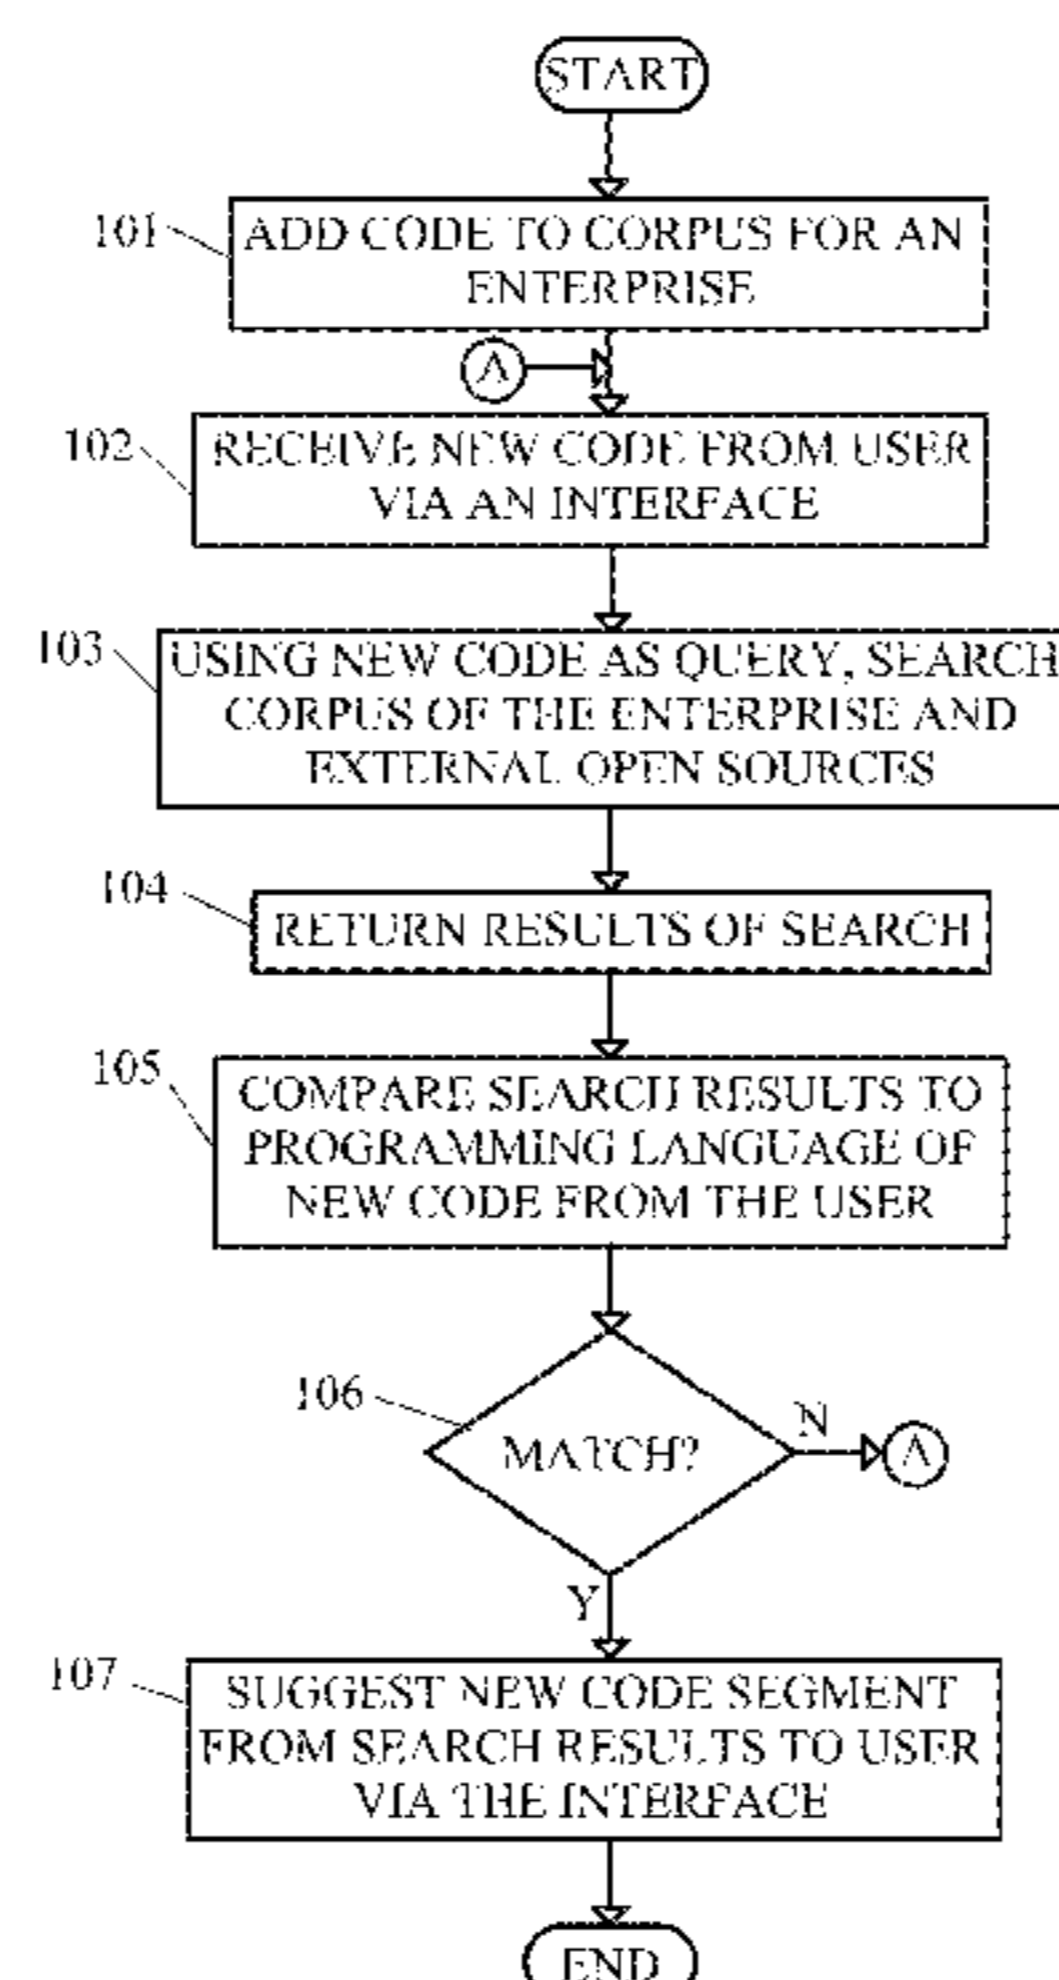 START
101
ADD CODE TO CORPUS FOR AN
ENTERPRISE
A
102
RECEIVE NEW CODE FROM USER
VIA AN INTERFACE
103
USING NEW CODE AS QUERY, SEARCH
CORPUS OF THE ENTERPRISE AND
EXTERNAL OPEN SOURCES
104
RETURN RESULTS OF SEARCH
105
COMPARE SEARCH RESULTS TO
PROGRAMMING LANGUAGE OF
NEW CODE FROM THE USER
106
MATCH?
N
A
Y
107
SUGGEST NEW CODE SEGMENT
FROM SEARCH RESULTS TO USER
VIA THE INTERFACE
END